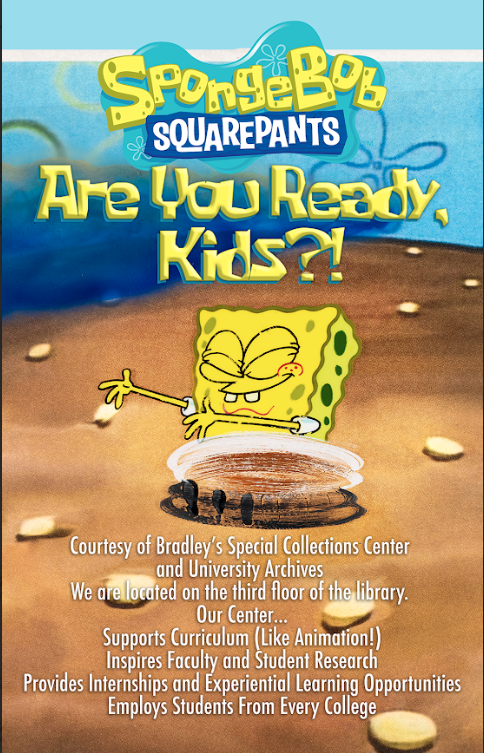 SpongeBob
SQUAREPANTS
Are You Ready,
Kids?!
Courtesy of Bradley's Special Collections Center
and University Archives
We are located on the third floor of the library.
Our Center...
Supports Curriculum (Like Animation!)
Inspires Faculty and Student Research
Provides Internships and Experiential Learning Opportunities
Employs Students From Every College